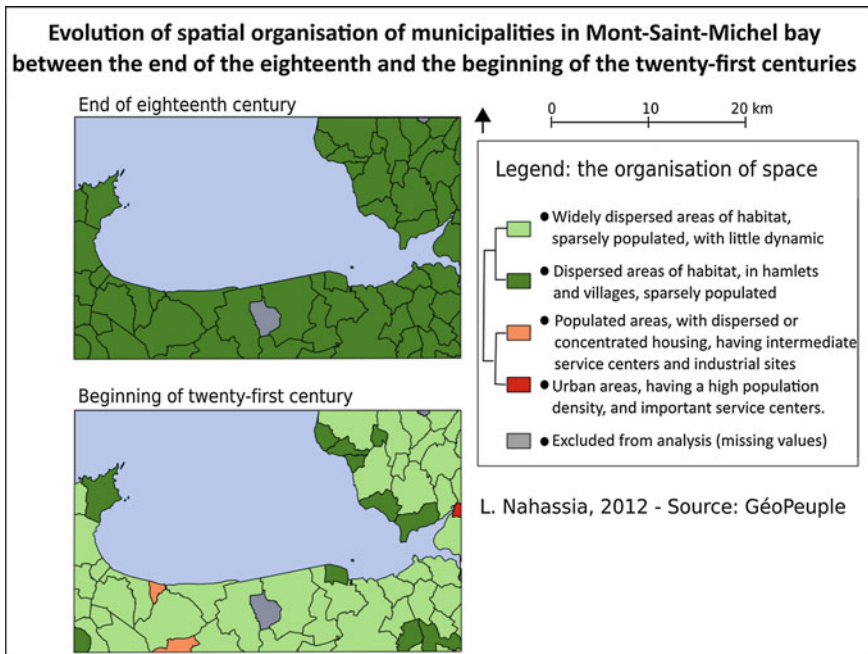 Evolution of spatial organisation of municipalities in Mont-Saint-Michel bay
between the end of the eighteenth and the beginning of the twenty-first centuries
End of eighteenth century
0 10 20 km
Legend: the organisation of space
● Widely dispersed areas of habitat,
sparsely populated, with little dynamic
● Dispersed areas of habitat, in hamlets
and villages, sparsely populated
● Populated areas, with dispersed or
concentrated housing, having intermediate
service centers and industrial sites
● Urban areas, having a high population
density, and important service centers.
● Excluded from analysis (missing values)
Beginning of twenty-first century
L. Nahassia, 2012 - Source: GéoPeuple